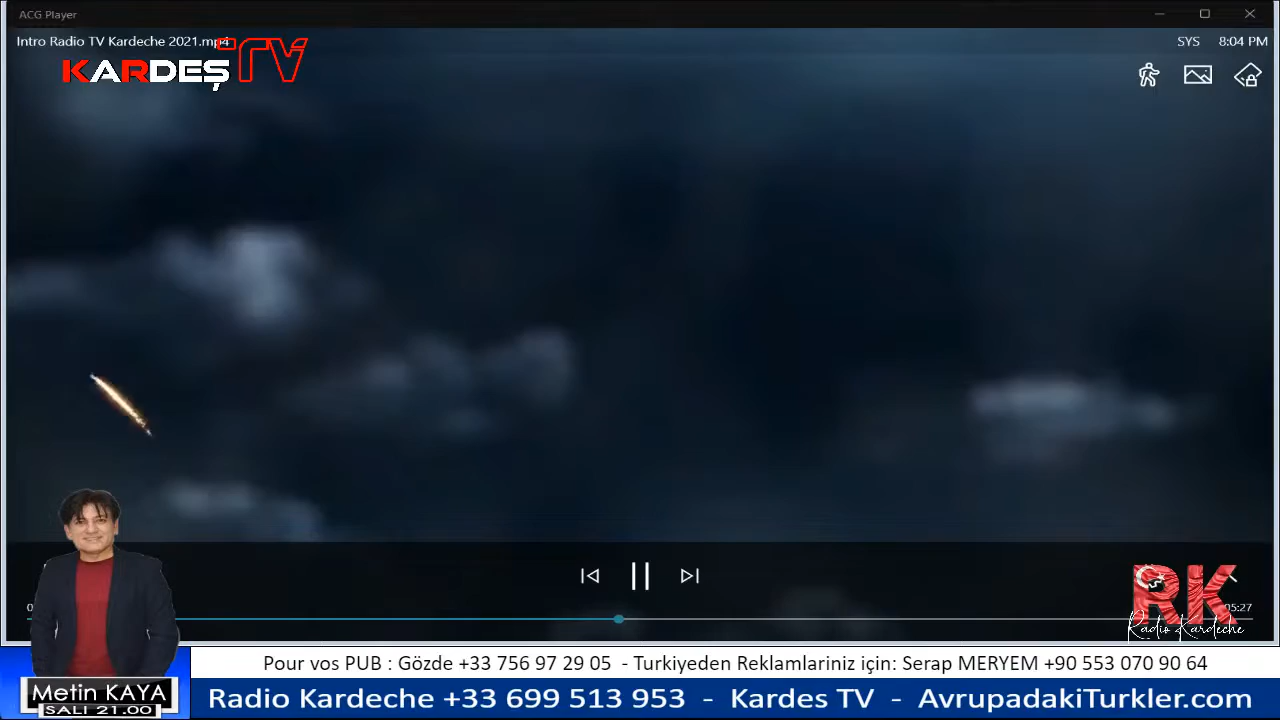 ACG Player
Intro Radio TV Kardeche 2021.mp4
SYS 8:04 PM
KARDEŞ TV
05:27
RK
Radio Kardeche
Pour vos PUB : Gözde +33 756 97 29 05 - Turkiyeden Reklamlariniz için: Serap MERYEM +90 553 070 90 64
Metin KAYA
SALI 21.00
Radio Kardeche +33 699 513 953 - Kardes TV - AvrupadakiTurkler.com